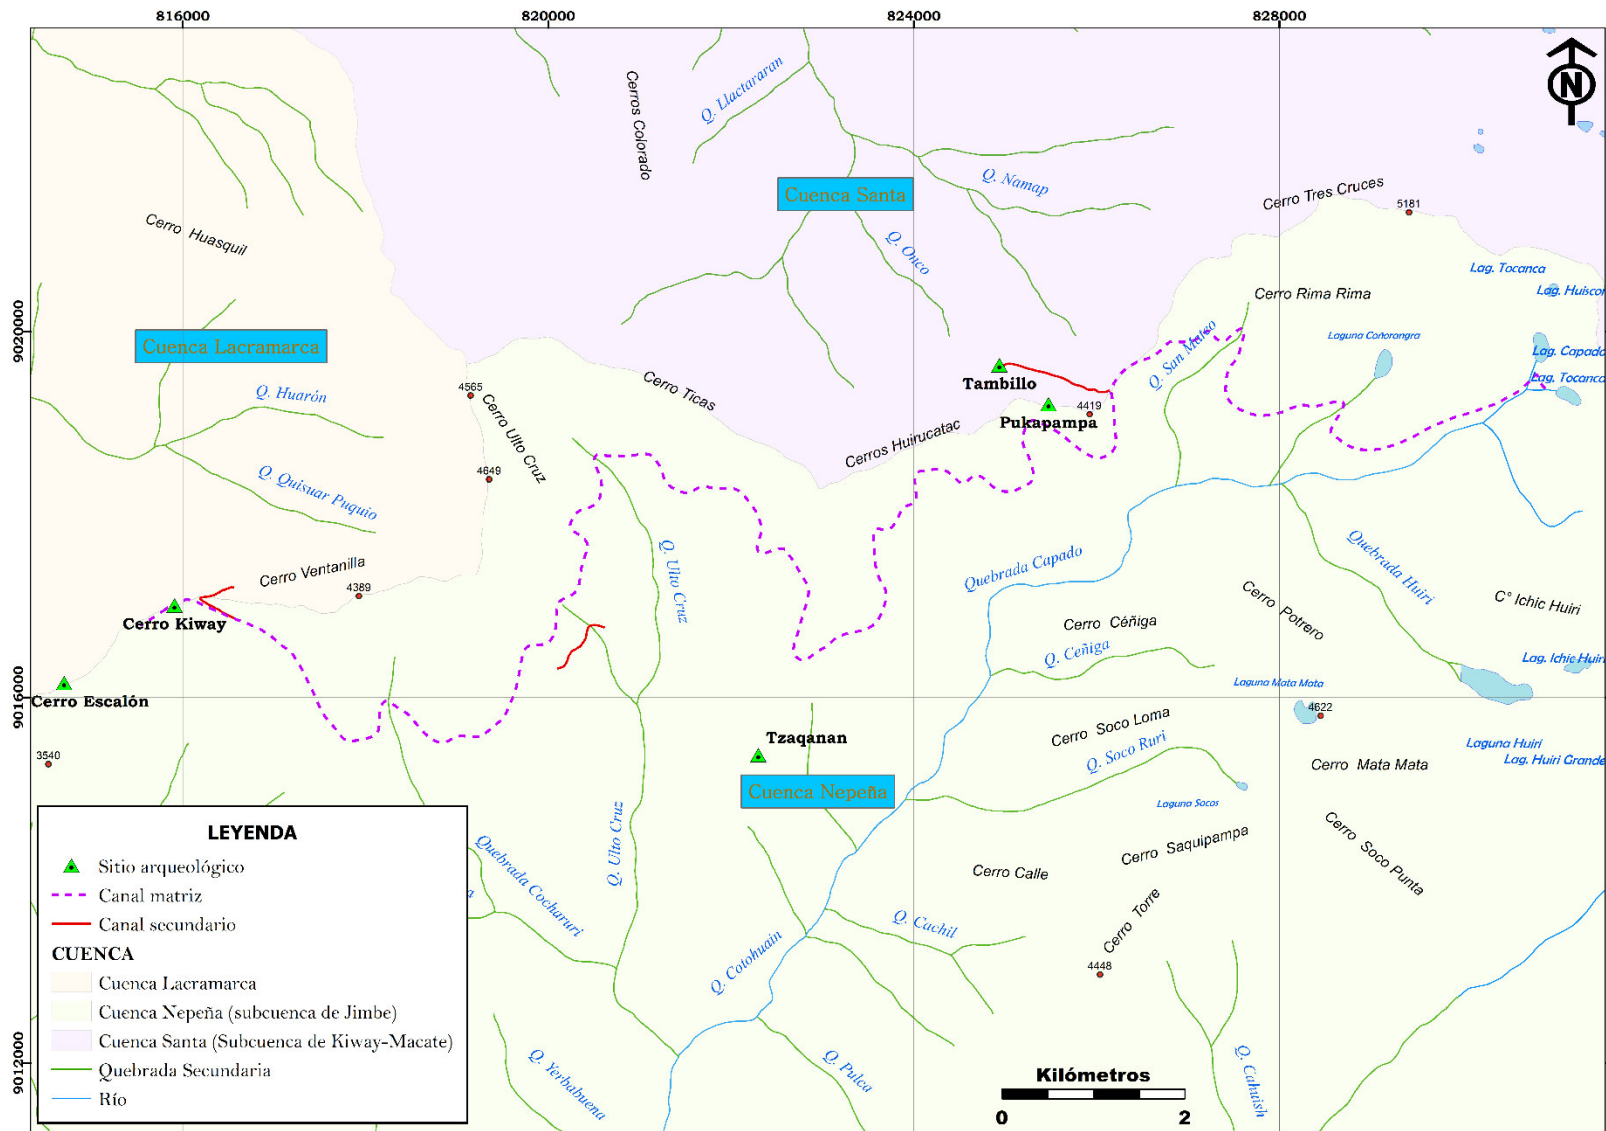 816000
820000
824000
828000
N
Q. Llactararan
Cerros Colorado
Cuenca Santa
Q. Namap
Cerro Tres Cruces
5181
Cerro Huasquil
Q. Onco
Lag. Tocanca
Cerro Rima Rima
Lag. Huiscor
9020000
Cuenca Lacramarca
Q. San Mateo
Laguna Coñorangra
Lag. Capado
Lag. Tocanca
Tambillo
4565
Cerro Ticas
Q. Huarón
Cerro Ulto Cruz
4419
Pukapampa
Cerros Huirucatac
4649
Q. Quisuar Puquio
Q. Ulto Cruz
Quebrada Capado
Quebrada Huiri
Cerro Ventanilla
4389
Cerro Potrero
C° Ichic Huiri
Cerro Kiway
Cerro Céñiga
Q. Ceñiga
Lag. Ichic Huiri
Laguna Mata Mata
9016000
Cerro Escalón
4622
Cerro Soco Loma
Tzaqanan
Q. Soco Ruri
Laguna Huiri
Lag. Huiri Grande
3540
Cerro Mata Mata
Cuenca Nepeña
Laguna Socos
Cerro Soco Punta
Quebrada Cocharuri
Q. Ulto Cruz
Cerro Saquipampa
Cerro Calle
a
Cerro Torre
Q. Cachil
Q. Cotohuain
4448
9012000
Q. Yerbabuena
Q. Pulca
Q. Cahuish
Kilómetros
0 2
LEYENDA
Sitio arqueológico
Canal matriz
Canal secundario
CUENCA
Cuenca Lacramarca
Cuenca Nepeña (subcuenca de Jimbe)
Cuenca Santa (Subcuenca de Kiway-Macate)
Quebrada Secundaria
Río